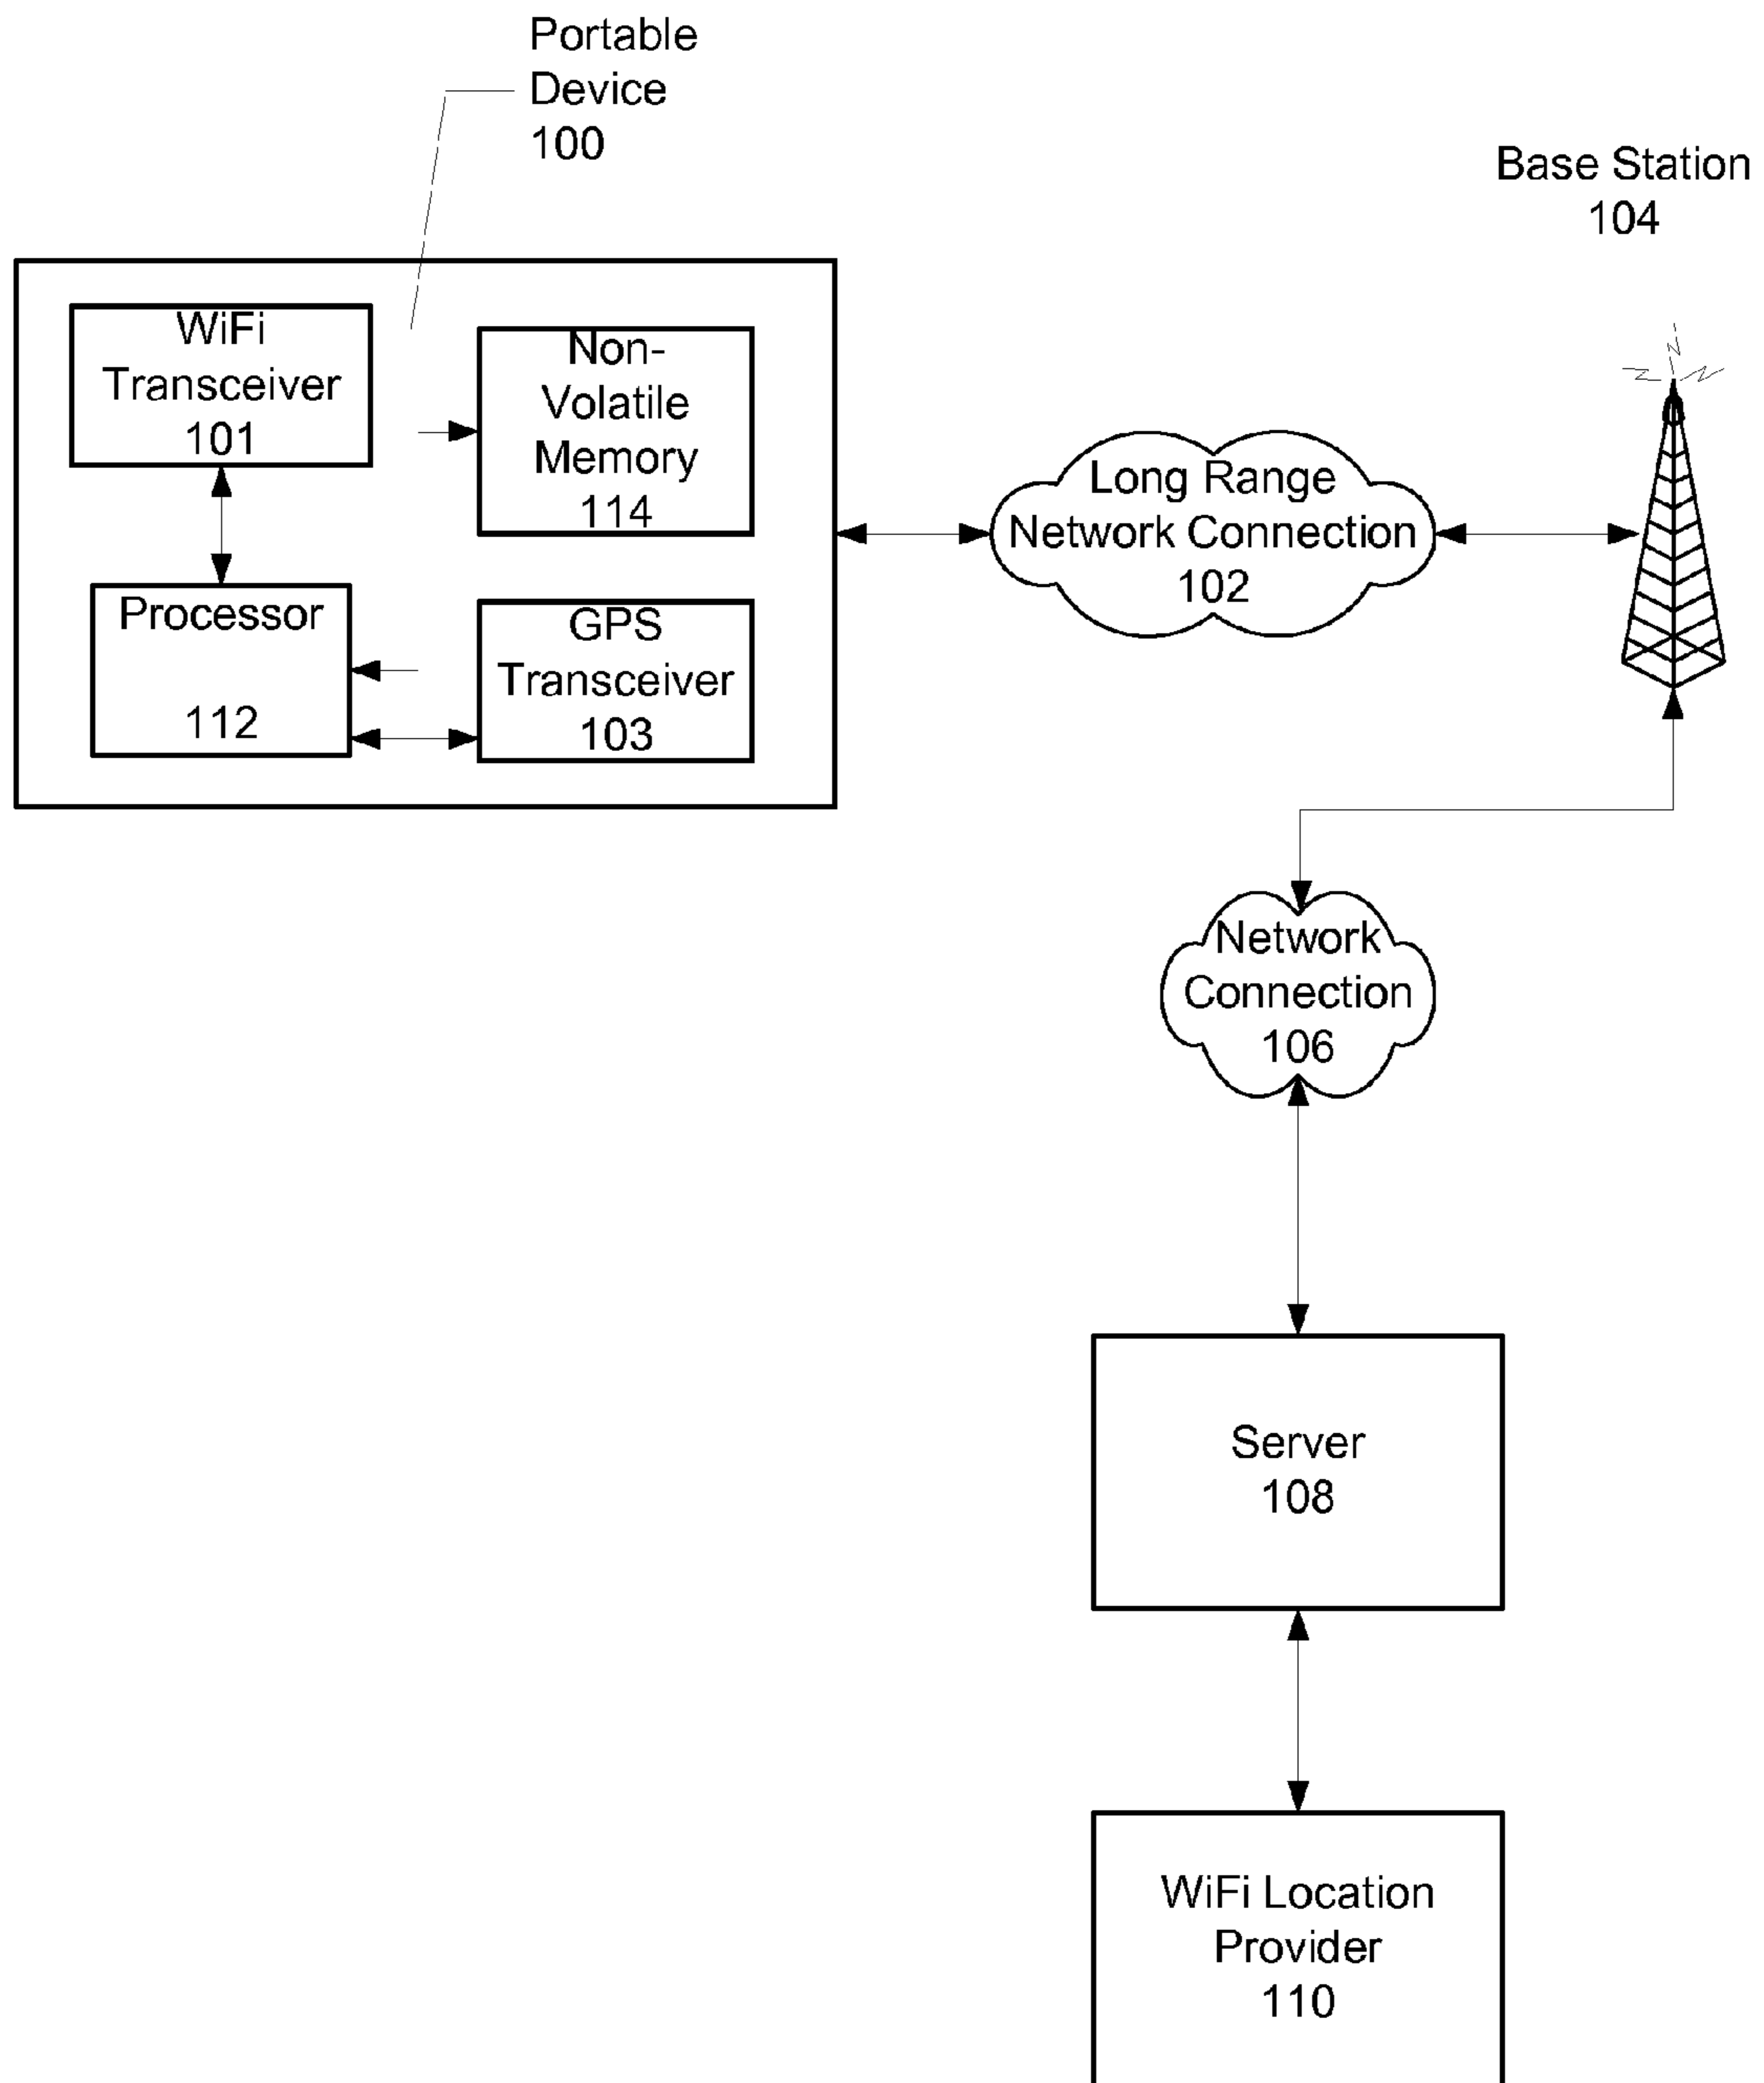 Portable
Device
100
Base Station
104
WiFi
Transceiver
101
Non-
Volatile
Memory
114
Long Range
Network Connection
102
Processor
112
GPS
Transceiver
103
Network
Connection
106
Server
108
WiFi Location
Provider
110